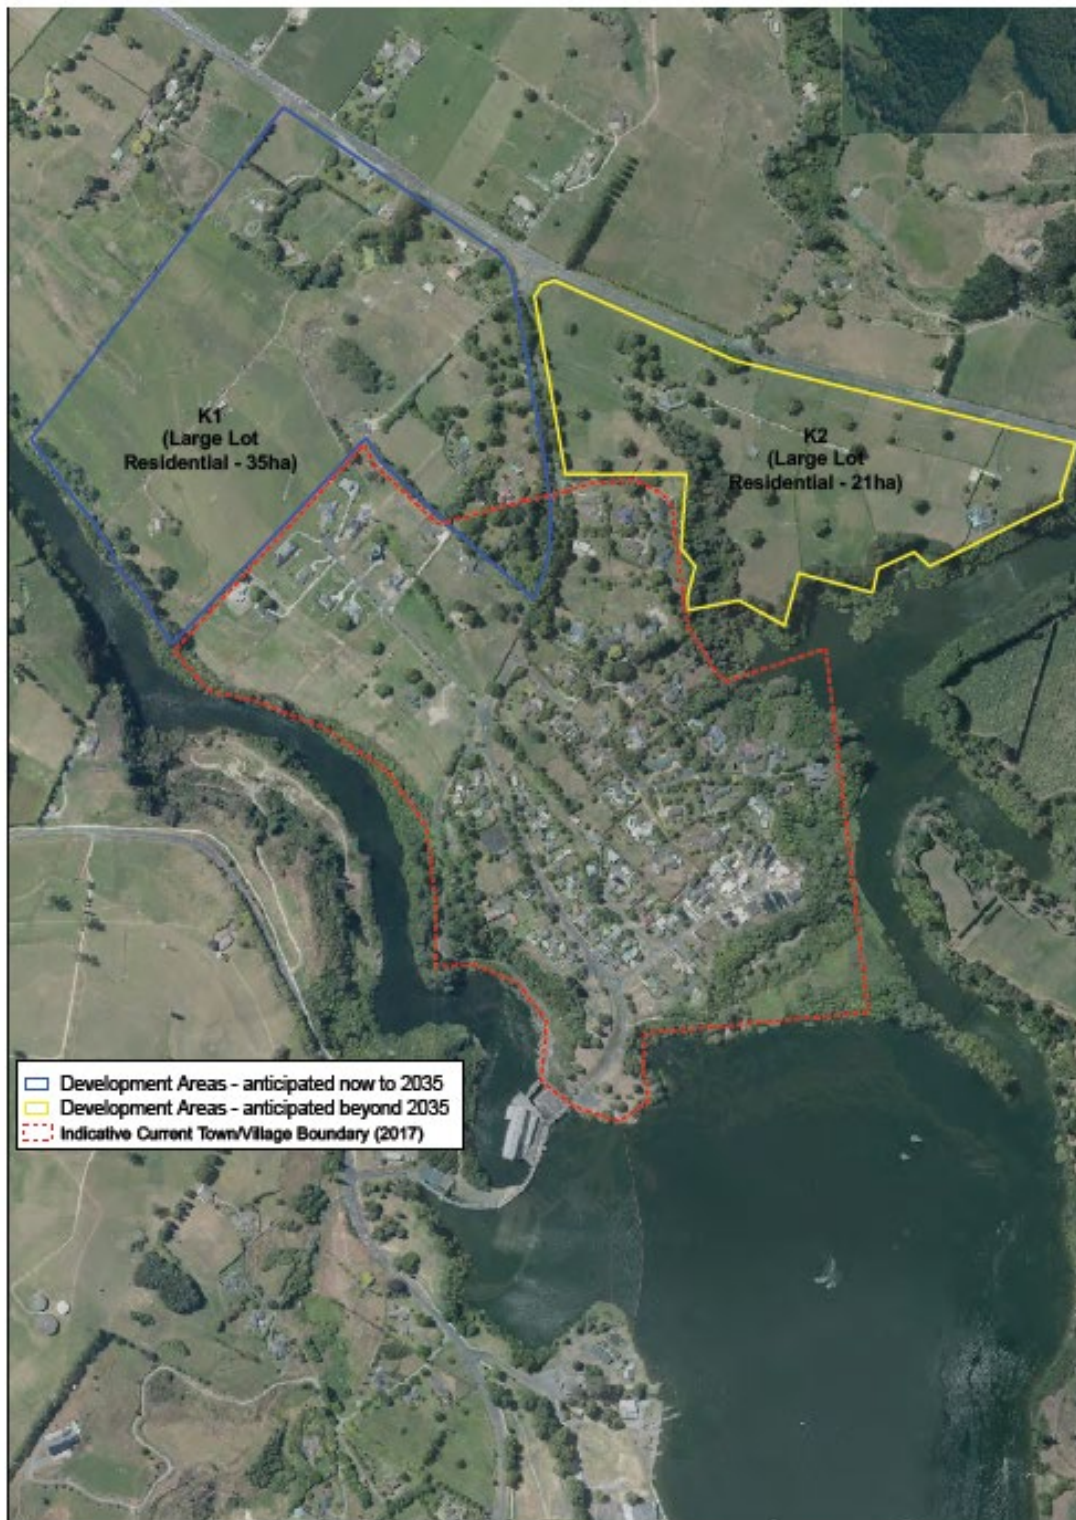 K1
(Large Lot
Residential - 35ha)
K2
(Large Lot
Residential - 21ha)
Development Areas - anticipated now to 2035
Development Areas - anticipated beyond 2035
Indicative Current Town/Village Boundary (2017)